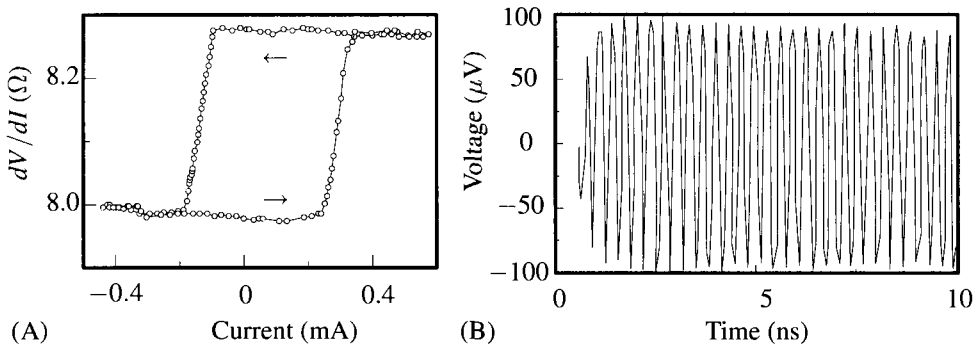 dV/dI (Ω)
8.2
8.0
−0.4
0
0.4
(A)
Current (mA)
←
→
Voltage (μV)
100
50
0
−50
−100
0
5
10
(B)
Time (ns)